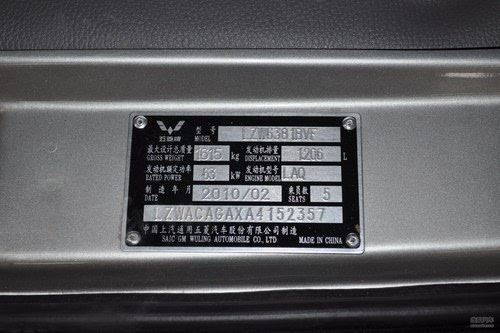 五菱牌 型号 MODEL LZW6381BVF
最大设计总质量 GROSS WEIGHT 1615 kg 发动机排量 DISPLACEMENT 1206 L
发动机额定功率 RATED POWER 63 kW 发动机型号 ENGINE MODEL LAQ
制造年月 DATE 2010/02 乘员数 SEATS 5
LZWACAGAXA4152357
中国上汽通用五菱汽车股份有限公司制造
SAIC GM WULING AUTOMOBILE CO., LTD MADE IN CHINA